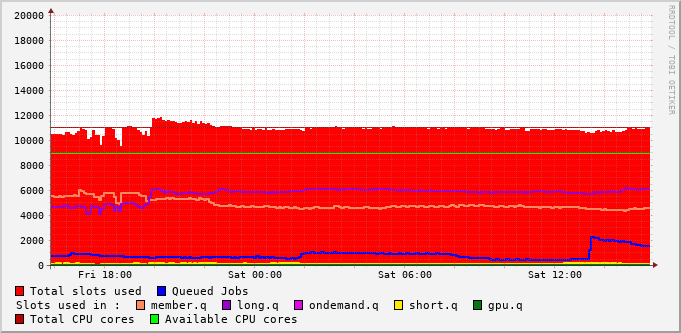 20000
18000
16000
14000
12000
10000
8000
6000
4000
2000
0
Fri 18:00 Sat 00:00 Sat 06:00 Sat 12:00
Total slots used Queued Jobs
Slots used in : member.q long.q ondemand.q short.q gpu.q
Total CPU cores Available CPU cores
RRDTOOL / TOBI OETIKER